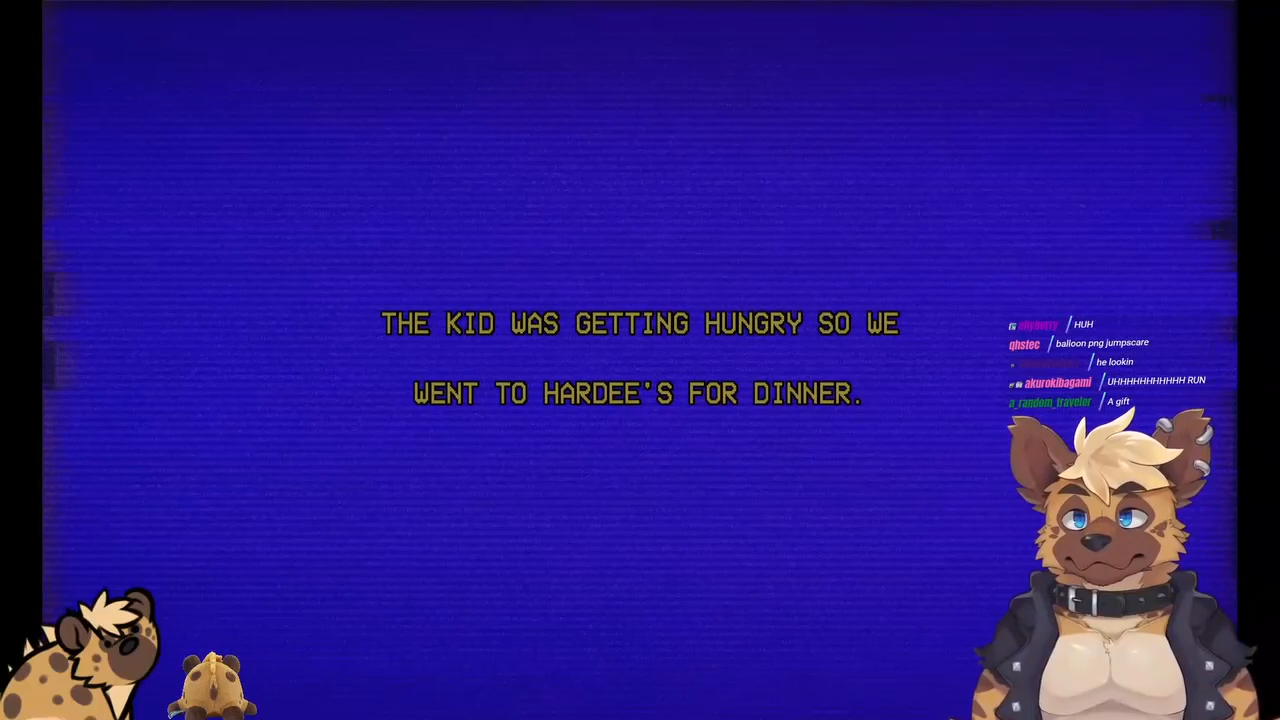 THE KID WAS GETTING HUNGRY SO WE
WENT TO HARDEE'S FOR DINNER.
HUH
qhstec / balloon png jumpscare
/ he lookin
akurokibagami / UHHHHHHHHHHH RUN
a_random_traveler / A gift